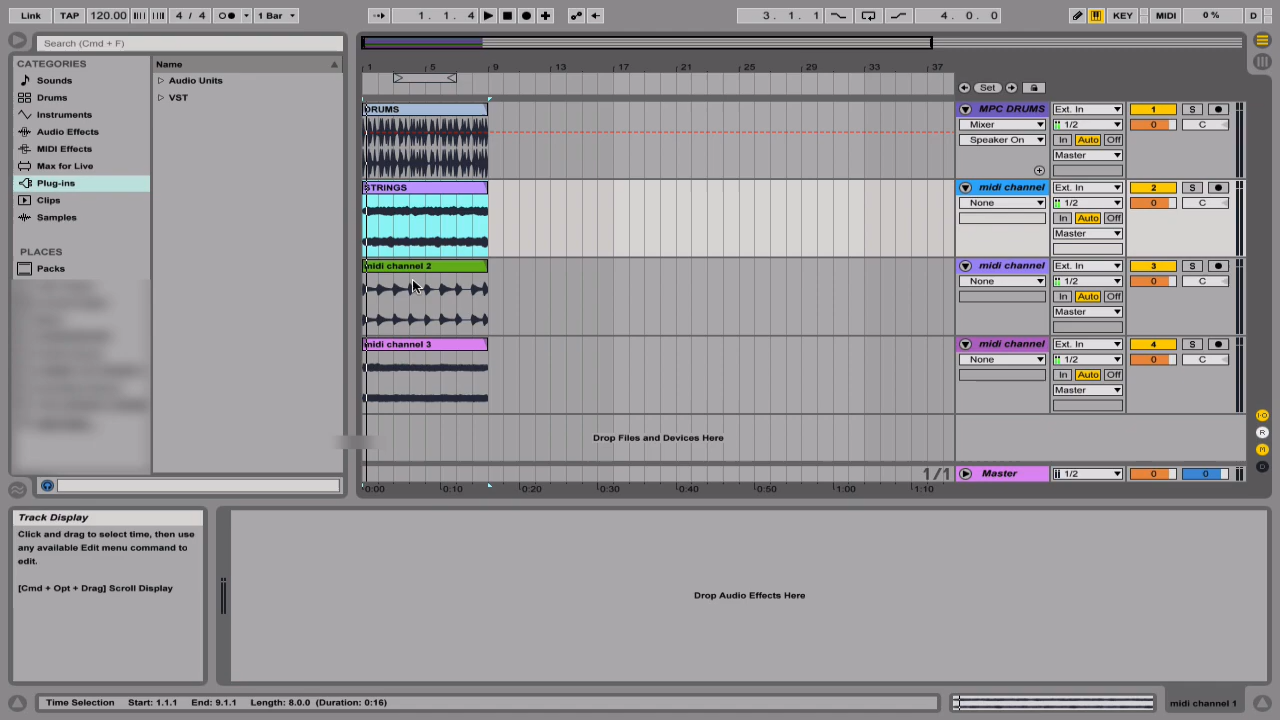 Link TAP 120.00 4 / 4 1 Bar 1. 1. 4 3. 1. 1 4. 0. 0 KEY MIDI 0 % D
Search (Cmd + F)
CATEGORIES
Sounds
Drums
Instruments
Audio Effects
MIDI Effects
Max for Live
Plug-ins
Clips
Samples
PLACES
Packs
Name
Audio Units
VST
1 5 9 13 17 21 25 29 33 37
Set
DRUMS
MPC DRUMS Ext. In 1 S
Mixer 1/2 0 C
Speaker On In Auto Off
Master
STRINGS
midi channel Ext. In 2 S
None 1/2 0 C
In Auto Off
Master
midi channel 2
midi channel Ext. In 3 S
None 1/2 0 C
In Auto Off
Master
midi channel 3
midi channel Ext. In 4 S
None 1/2 0 C
In Auto Off
Master
Drop Files and Devices Here
I·O
R
M
D
1/1 Master 1/2 0 0
0:00 0:10 0:20 0:30 0:40 0:50 1:00 1:10
Track Display
Click and drag to select time, then use
any available Edit menu command to
edit.
[Cmd + Opt + Drag] Scroll Display
Drop Audio Effects Here
Time Selection Start: 1.1.1 End: 9.1.1 Length: 8.0.0 (Duration: 0:16)
midi channel 1